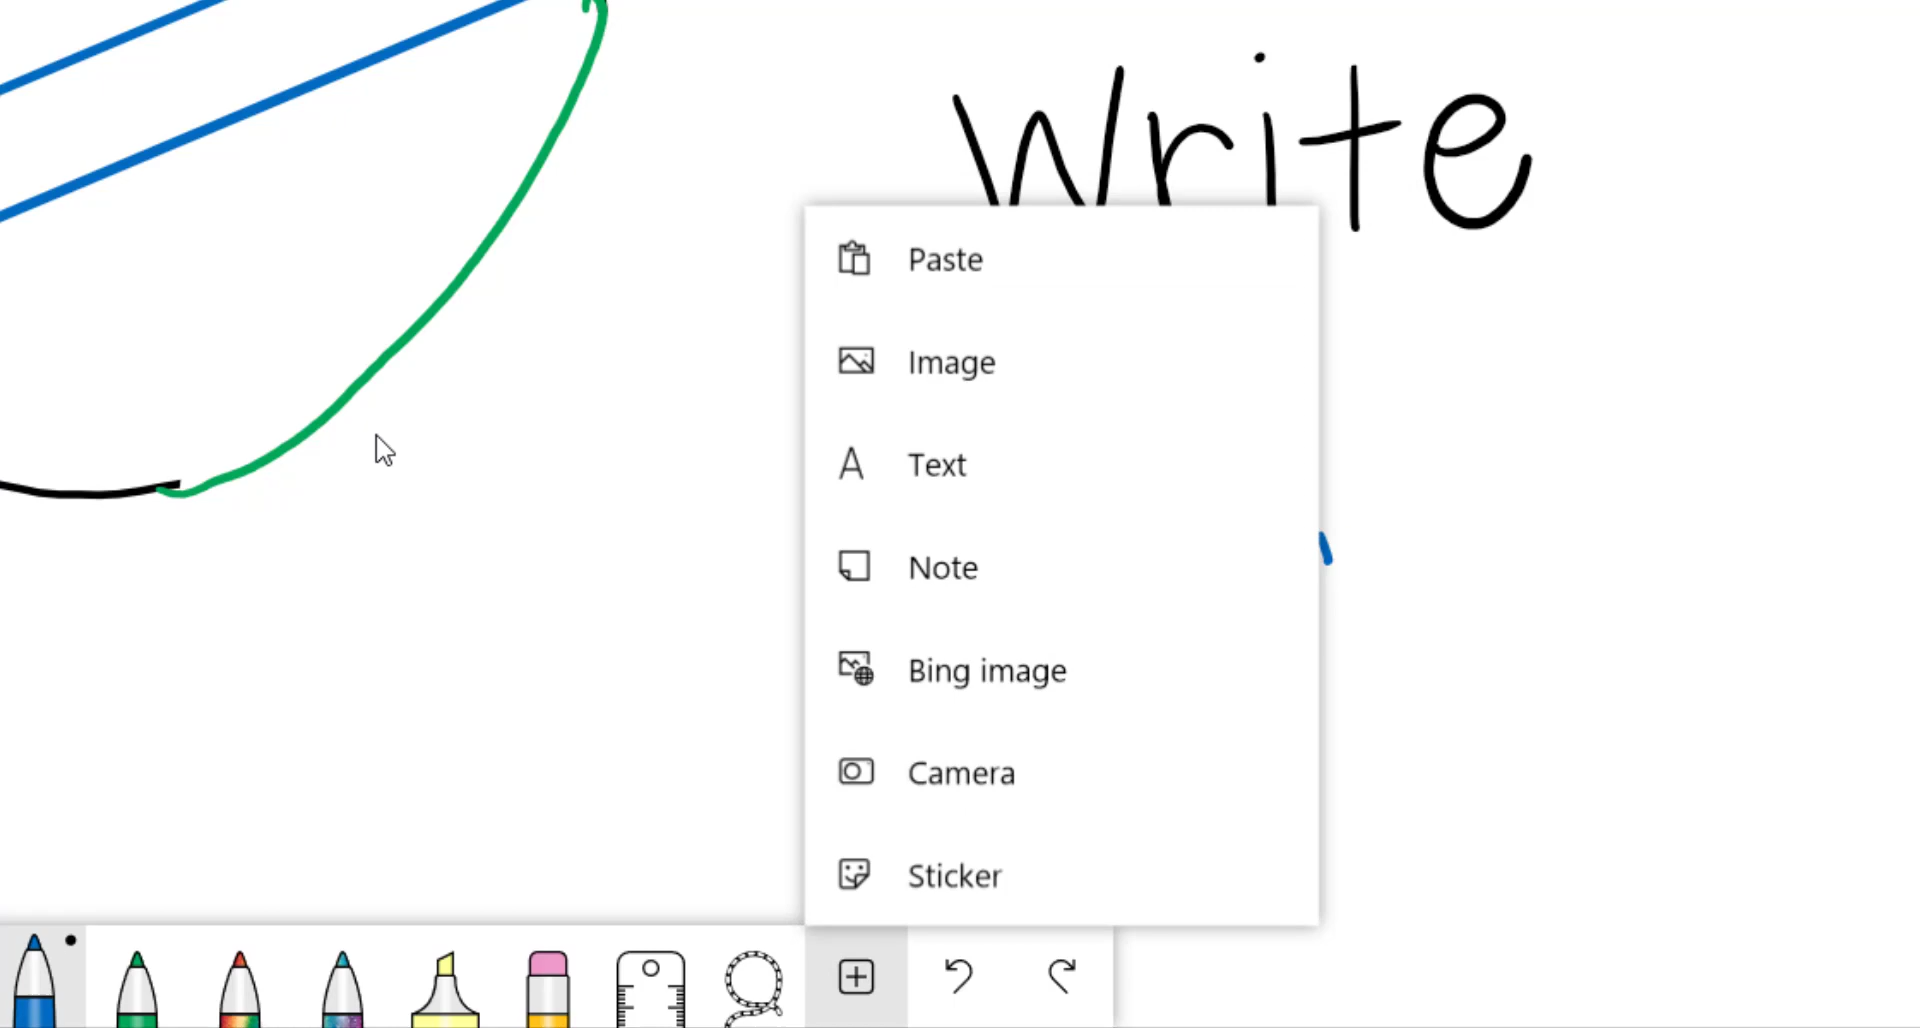 Write
Paste
Image
Text
Note
Bing image
Camera
Sticker